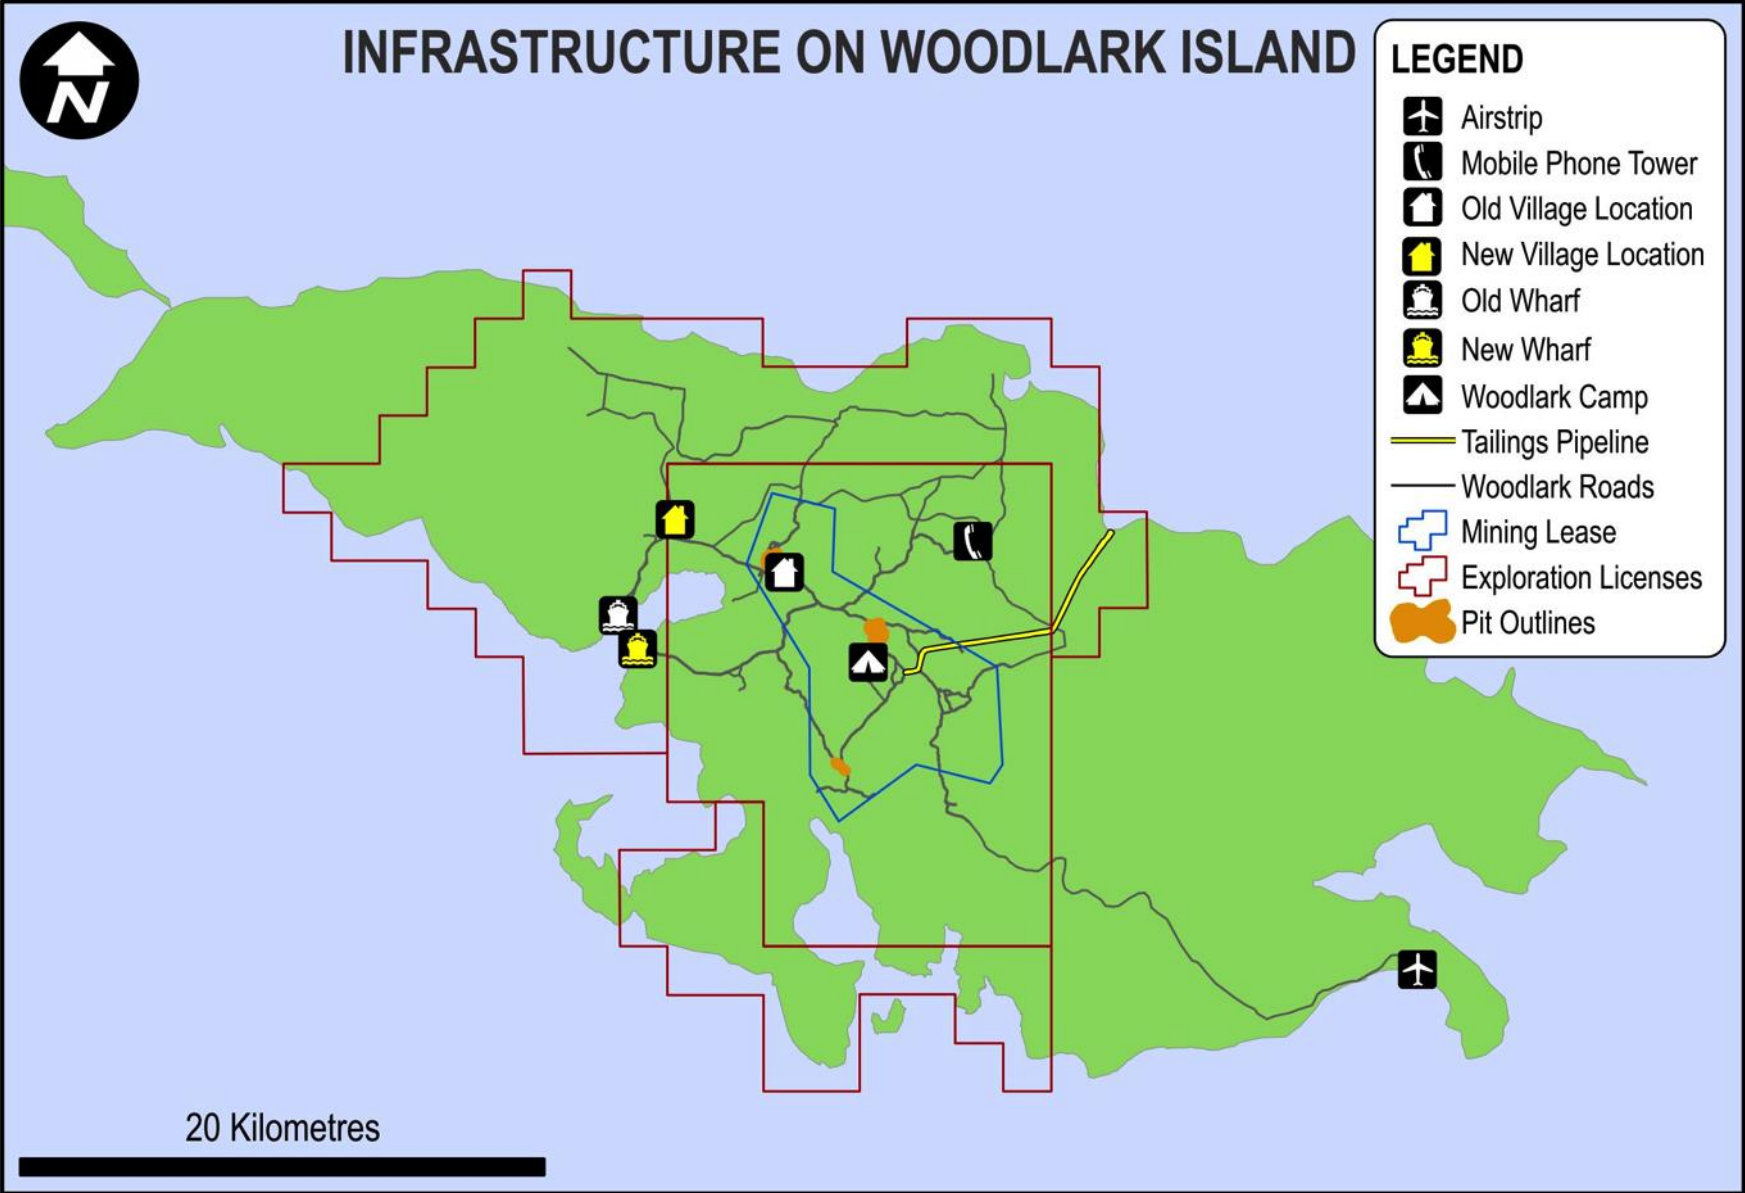 INFRASTRUCTURE ON WOODLARK ISLAND
N
LEGEND
Airstrip
Mobile Phone Tower
Old Village Location
New Village Location
Old Wharf
New Wharf
Woodlark Camp
Tailings Pipeline
Woodlark Roads
Mining Lease
Exploration Licenses
Pit Outlines
20 Kilometres